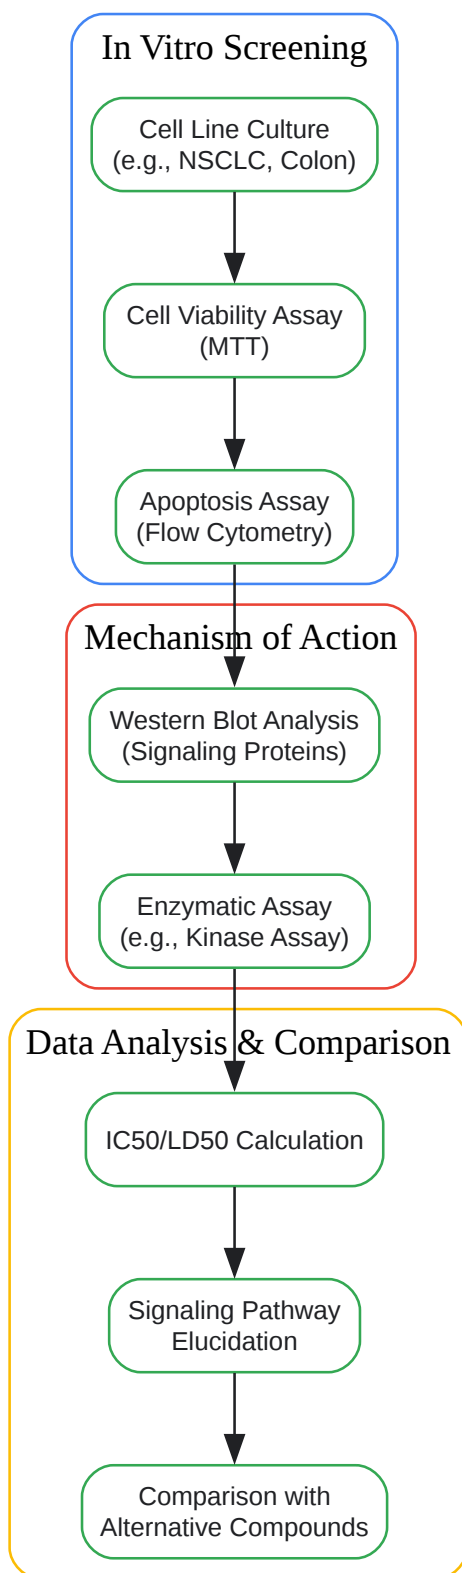 In Vitro Screening
Cell Line Culture
(e.g., NSCLC, Colon)
Cell Viability Assay
(MTT)
Apoptosis Assay
(Flow Cytometry)
Mechanism of Action
Western Blot Analysis
(Signaling Proteins)
Enzymatic Assay
(e.g., Kinase Assay)
Data Analysis & Comparison
IC50/LD50 Calculation
Signaling Pathway
Elucidation
Comparison with
Alternative Compounds